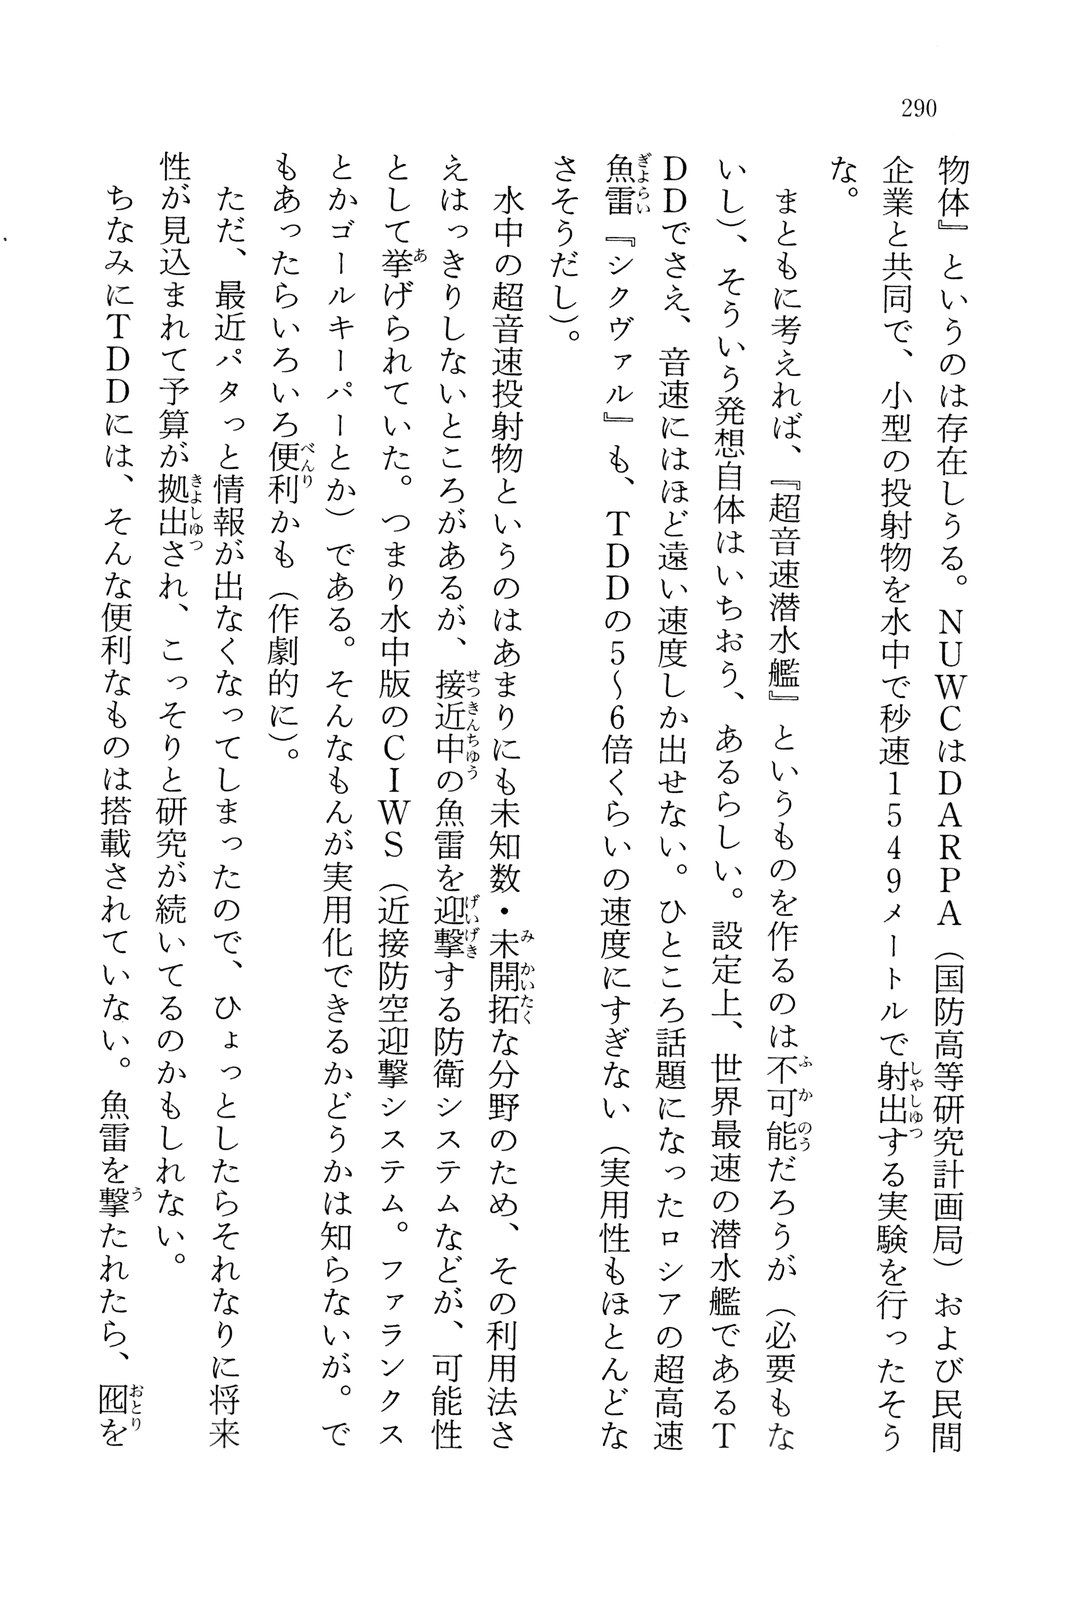 290
物体』というのは存在しうる。NUWCはDARPA(国防高等研究計画局)および民間
企業と共同で、小型の投射物を水中で秒速1549メートルで射出する実験を行ったそう
な。
まともに考えれば、『超音速潜水艦』というものを作るのは不可能だろうが(必要もな
いし)、そういう発想自体はいちおう、あるらしい。設定上、世界最速の潜水艦であるT
DDでさえ、音速にはほど遠い速度しか出せない。ひところ話題になったロシアの超高速
魚雷『シクヴァル』も、TDDの5〜6倍くらいの速度にすぎない(実用性もほとんどな
さそうだし)。
水中の超音速投射物というのはあまりにも未知数・未開拓な分野のため、その利用法さ
えはっきりしないところがあるが、接近中の魚雷を迎撃する防衛システムなどが、可能性
として挙げられていた。つまり水中版のCIWS(近接防空迎撃システム。ファランクス
とかゴールキーパーとか)である。そんなもんが実用化できるかどうかは知らないが。で
もあったらいろいろ便利かも(作劇的に)。
ただ、最近パタっと情報が出なくなってしまったので、ひょっとしたらそれなりに将来
性が見込まれて予算が拠出され、こっそりと研究が続いてるのかもしれない。
ちなみにTDDには、そんな便利なものは搭載されていない。魚雷を撃たれたら、囮を